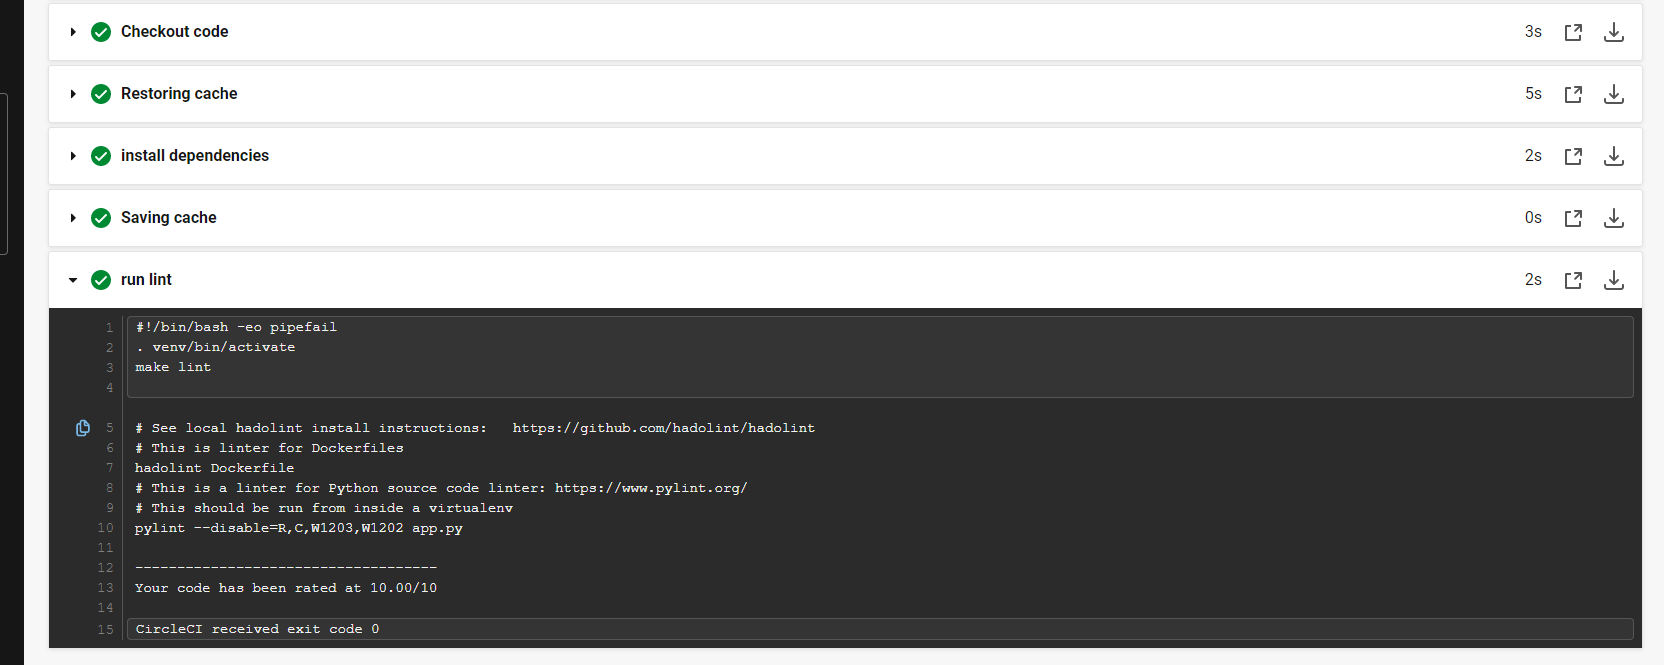 Checkout code 3s
Restoring cache 5s
install dependencies 2s
Saving cache 0s
run lint 2s
1 #!/bin/bash -eo pipefail
2 . venv/bin/activate
3 make lint
4
5 # See local hadolint install instructions:   https://github.com/hadolint/hadolint
6 # This is linter for Dockerfiles
7 hadolint Dockerfile
8 # This is a linter for Python source code linter: https://www.pylint.org/
9 # This should be run from inside a virtualenv
10 pylint --disable=R,C,W1203,W1202 app.py
11
12 ------------------------------------
13 Your code has been rated at 10.00/10
14
15 CircleCI received exit code 0